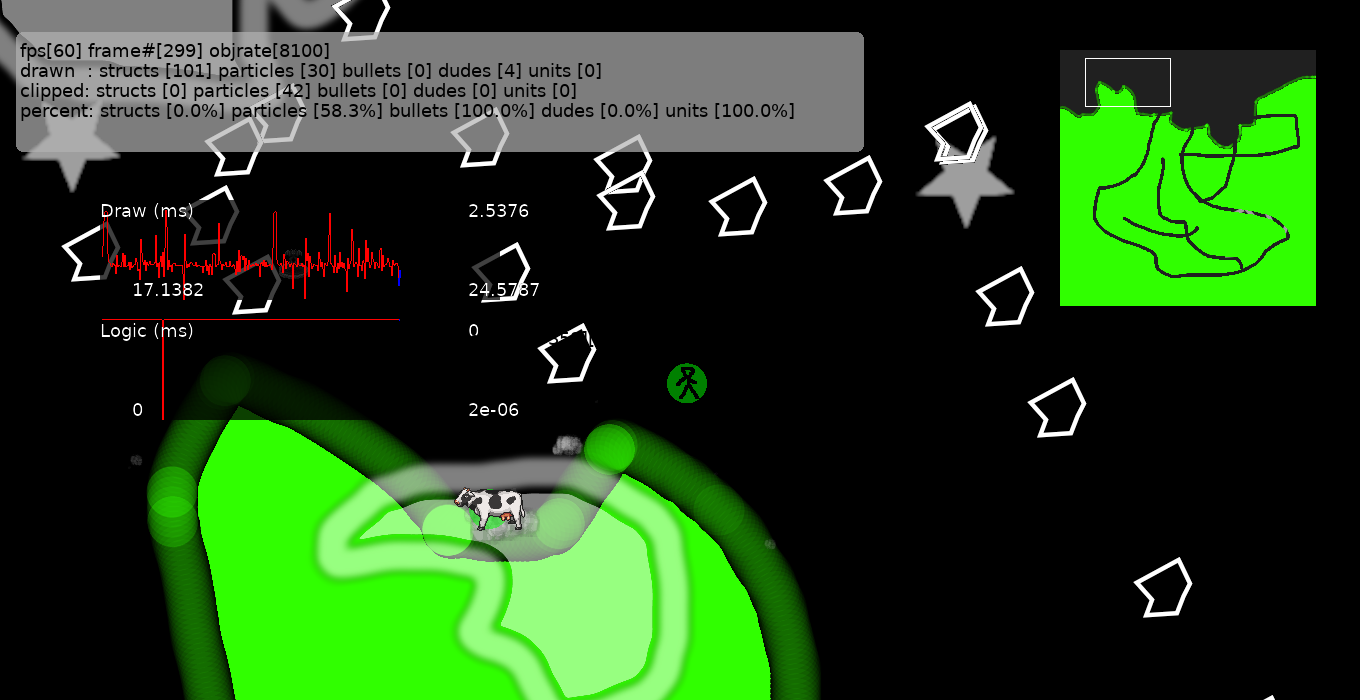 fps[60] frame#[299] objrate[8100]
drawn  : structs [101] particles [30] bullets [0] dudes [4] units [0]
clipped: structs [0] particles [42] bullets [0] dudes [0] units [0]
percent: structs [0.0%] particles [58.3%] bullets [100.0%] dudes [0.0%] units [100.0%]
Draw (ms) 2.5376
17.1382 24.5787
Logic (ms) 0
0 2e-06